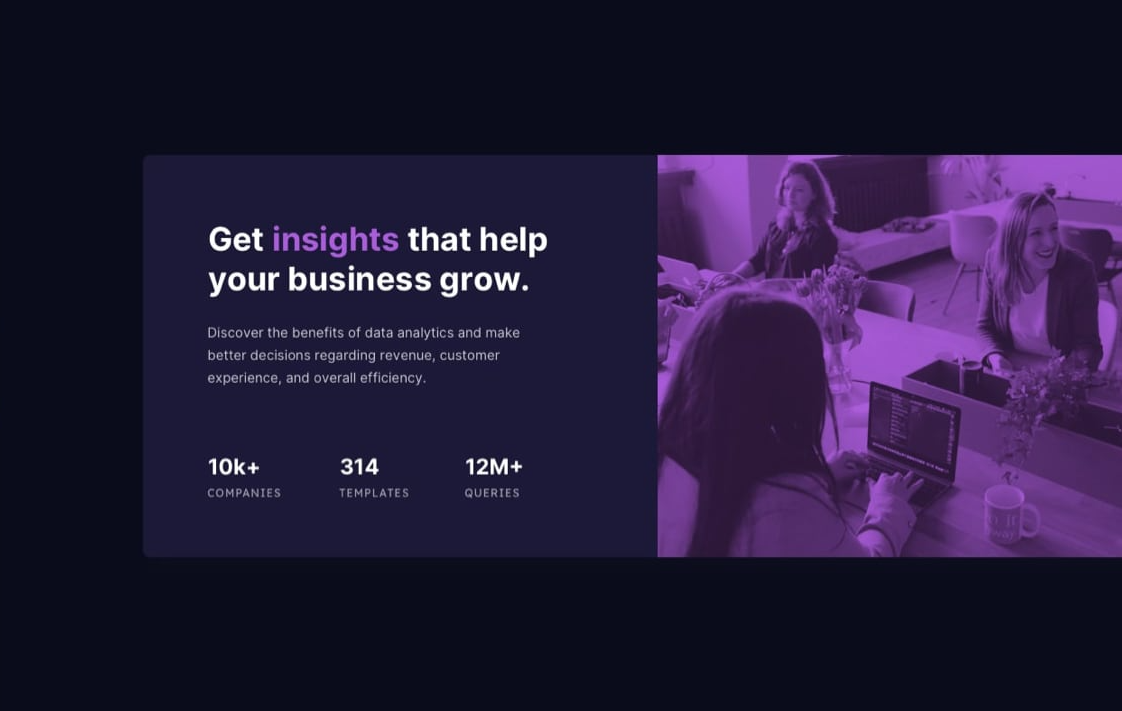 Get insights that help
your business grow.
Discover the benefits of data analytics and make
better decisions regarding revenue, customer
experience, and overall efficiency.
10k+ 314 12M+
COMPANIES TEMPLATES QUERIES